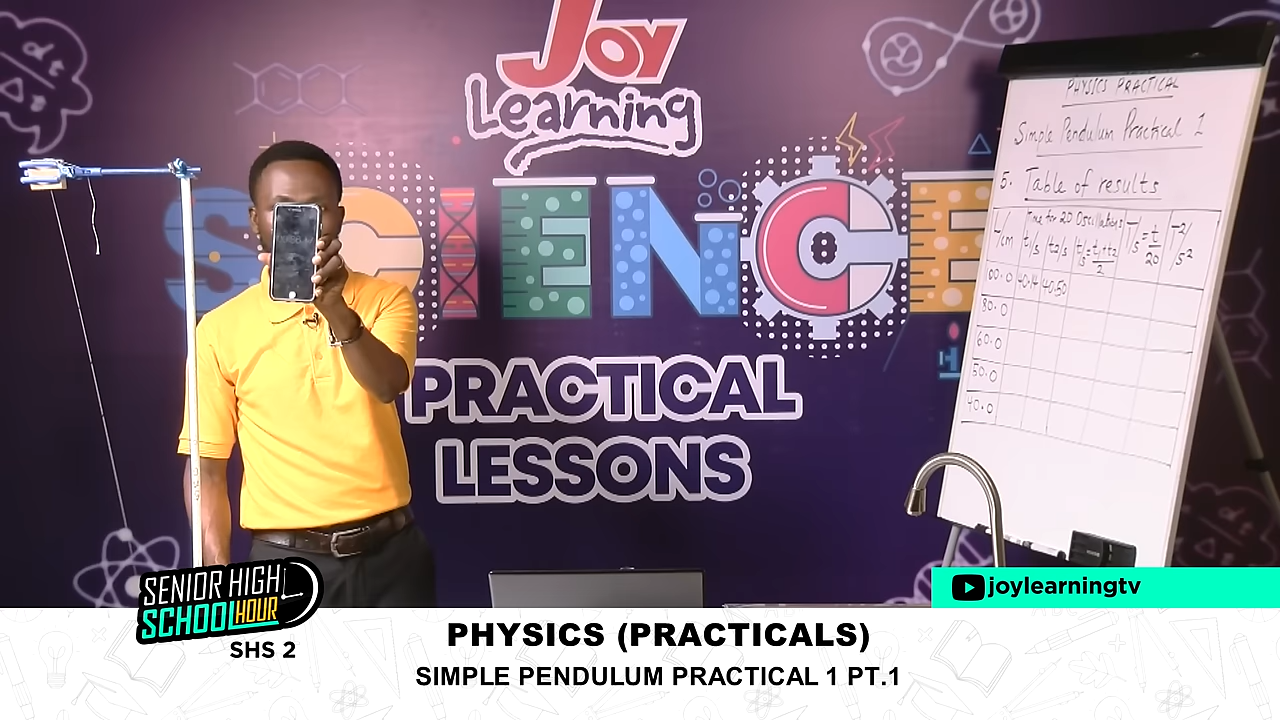 Joy
Learning
SCIENCE
PRACTICAL
LESSONS
PHYSICS PRACTICAL
Simple Pendulum Practical 1
5. Table of results
L/cm
Time for 20 Oscillations
t1/s
t2/s
t/s = t1+t2/2
T/s = t/20
T2/s2
100.0 40.14 40.50
80.0
60.0
50.0
40.0
SENIOR HIGH
SCHOOL HOUR
SHS 2
joylearningtv
PHYSICS (PRACTICALS)
SIMPLE PENDULUM PRACTICAL 1 PT.1